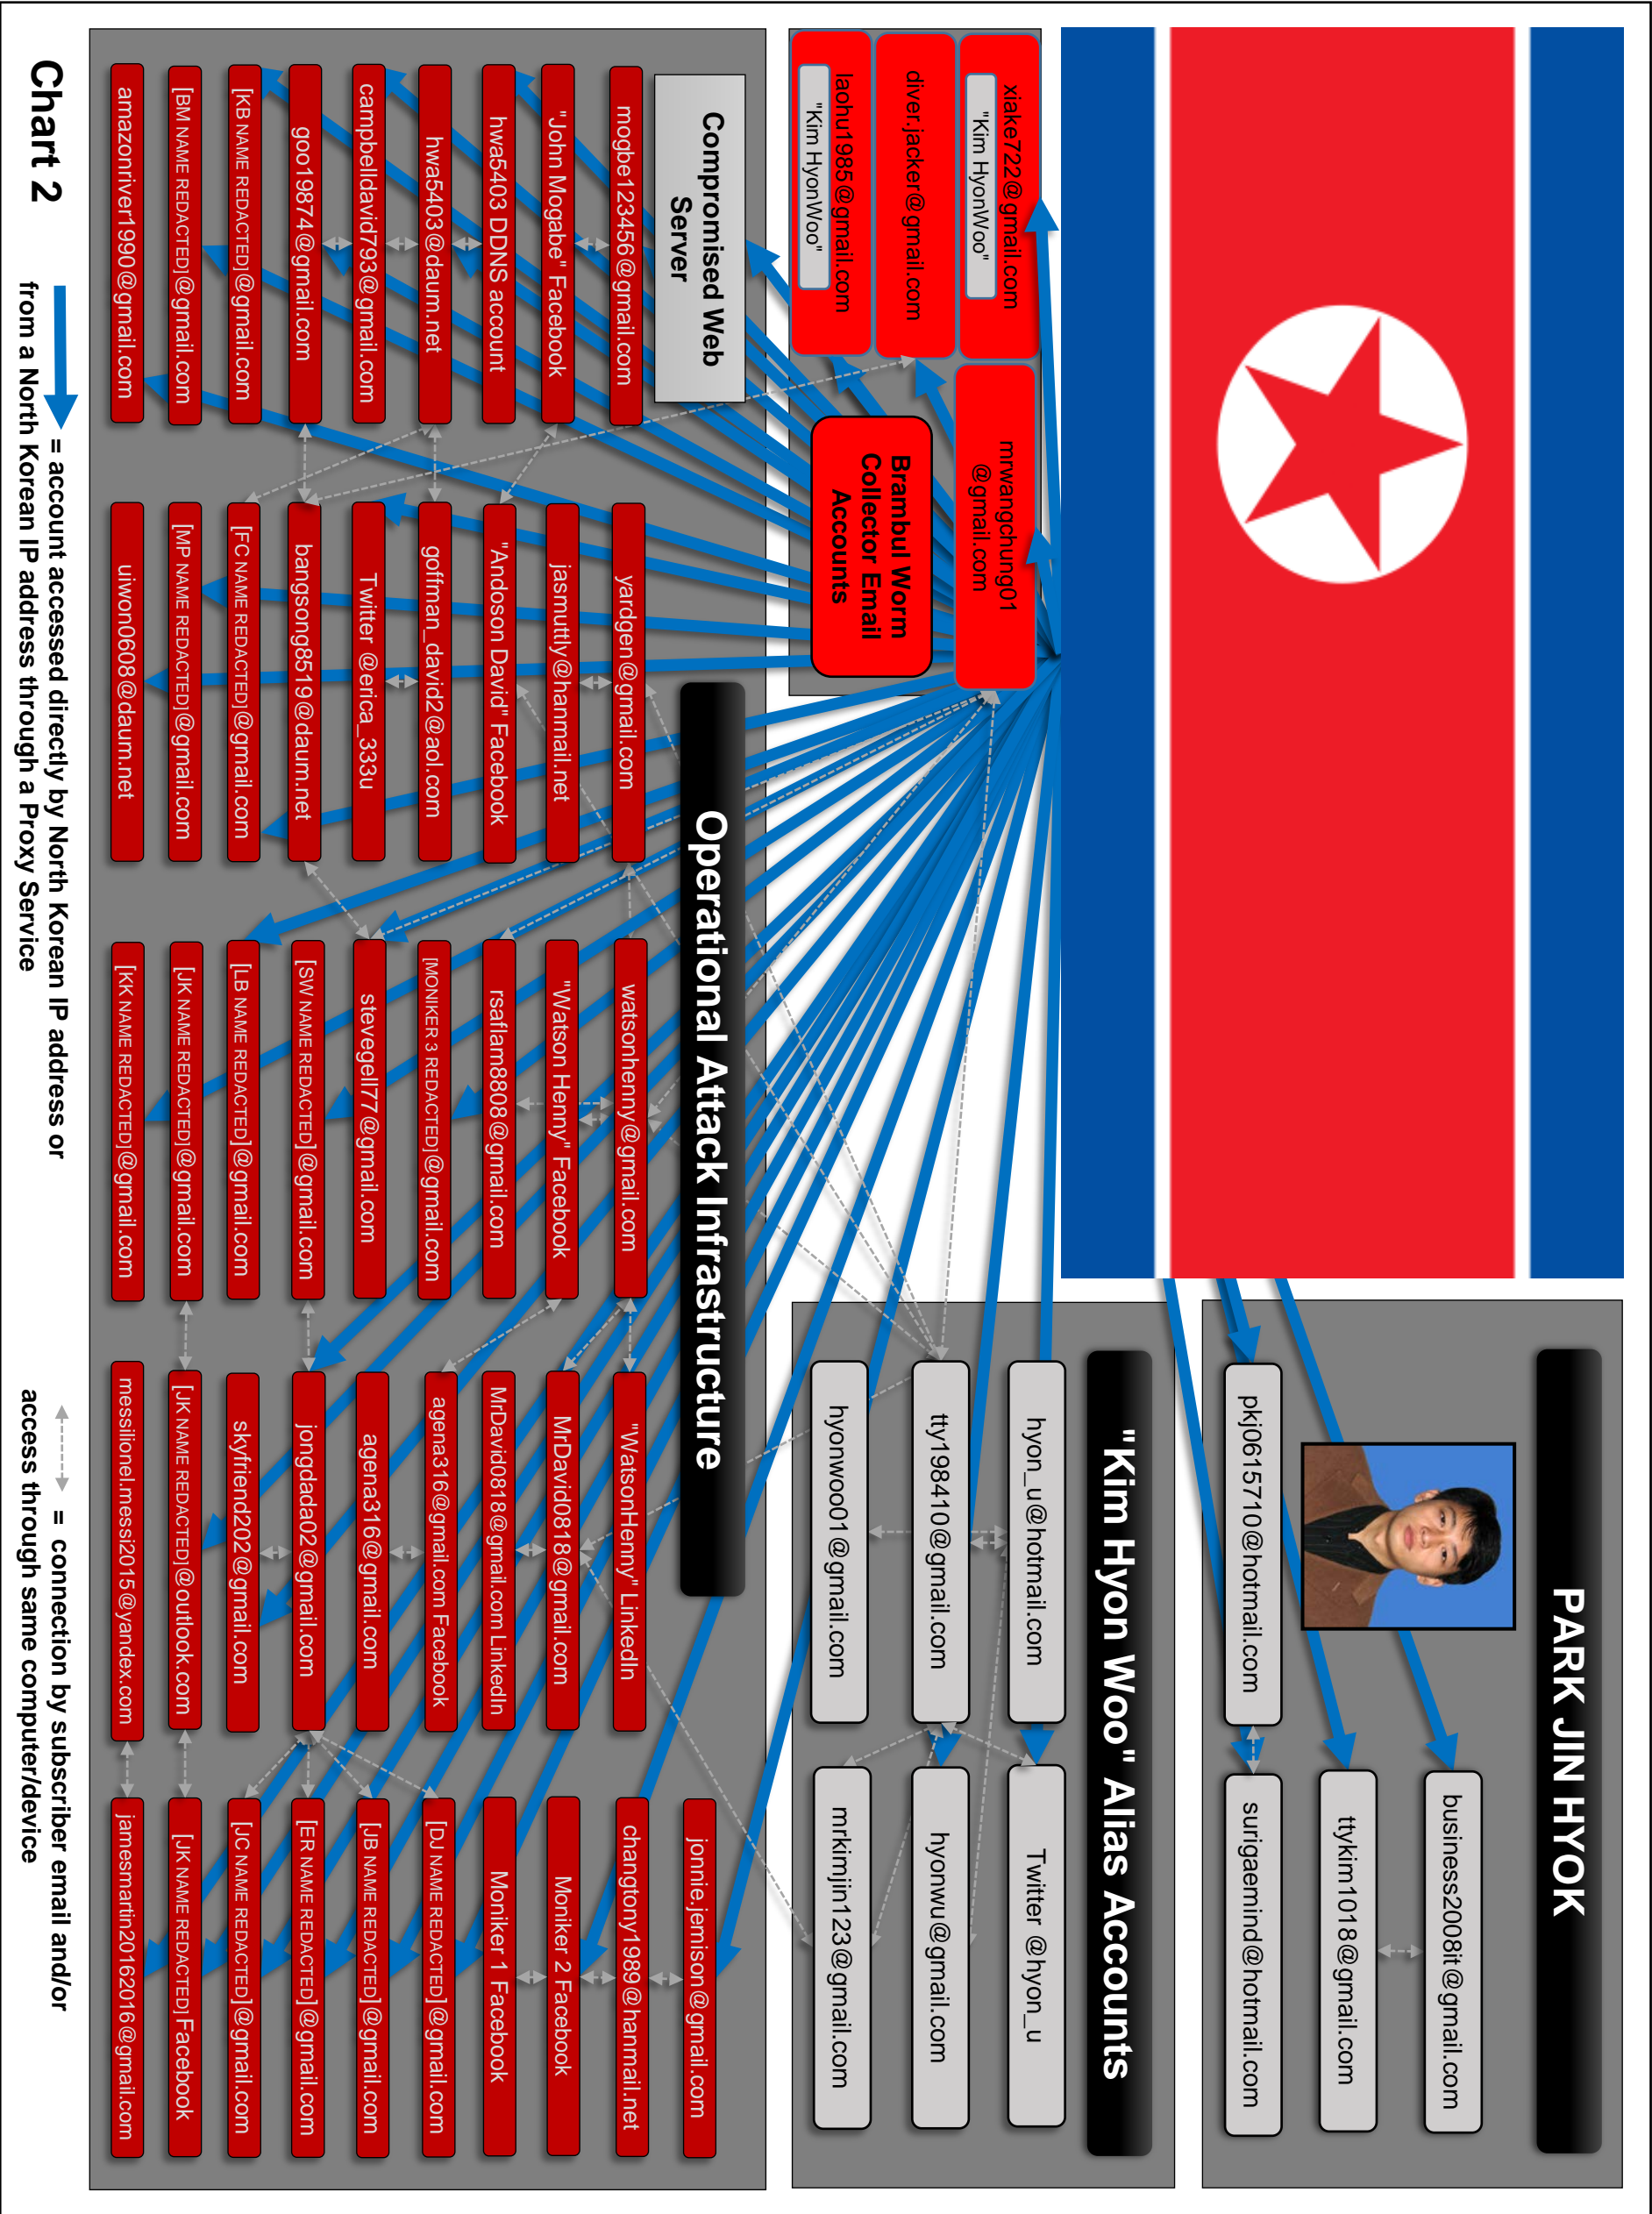 PARK JIN HYOK
business2008it@gmail.com
ttykim1018@gmail.com
pkj0615710@hotmail.com
surigaemind@hotmail.com
"Kim Hyon Woo" Alias Accounts
hyon_u@hotmail.com
Twitter @hyon_u
tty198410@gmail.com
hyonwu@gmail.com
hyonwoo01@gmail.com
mrkimjin123@gmail.com
xiake722@gmail.com
"Kim HyonWoo"
mrwangchung01
@gmail.com
diver.jacker@gmail.com
laohu1985@gmail.com
"Kim HyonWoo"
Brambul Worm
Collector Email
Accounts
Compromised Web
Server
Operational Attack Infrastructure
mogbe123456@gmail.com
"John Mogabe" Facebook
hwa5403 DDNS account
hwa5403@daum.net
campbelldavid793@gmail.com
goo19874@gmail.com
[KB NAME REDACTED]@gmail.com
[BM NAME REDACTED]@gmail.com
amazonriver1990@gmail.com
yardgen@gmail.com
jasmuttly@hanmail.net
"Andoson David" Facebook
goffman_david2@aol.com
Twitter @erica_333u
bangsong8519@daum.net
[FC NAME REDACTED]@gmail.com
[MP NAME REDACTED]@gmail.com
uiwon0608@daum.net
watsonhenny@gmail.com
"Watson Henny" Facebook
rsaflam8808@gmail.com
[MONIKER 3 REDACTED]@gmail.com
stevegell77@gmail.com
[SW NAME REDACTED]@gmail.com
[LB NAME REDACTED]@gmail.com
[JK NAME REDACTED]@gmail.com
[KK NAME REDACTED]@gmail.com
"WatsonHenny" LinkedIn
MrDavid0818@gmail.com
MrDavid0818@gmail.com LinkedIn
agena316@gmail.com Facebook
agena316@gmail.com
jongdada02@gmail.com
skyfriend202@gmail.com
[JK NAME REDACTED]@outlook.com
messilionel.messi2015@yandex.com
jonnie.jemison@gmail.com
changtony1989@hanmail.net
Moniker 2 Facebook
Moniker 1 Facebook
[DJ NAME REDACTED]@gmail.com
[JB NAME REDACTED]@gmail.com
[ER NAME REDACTED]@gmail.com
[JC NAME REDACTED]@gmail.com
[JK NAME REDACTED] Facebook
jamesmartin20162016@gmail.com
Chart 2
= account accessed directly by North Korean IP address or
from a North Korean IP address through a Proxy Service
= connection by subscriber email and/or
access through same computer/device